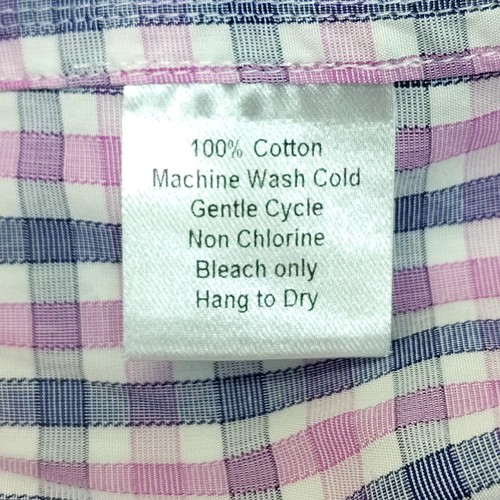 100% Cotton
Machine Wash Cold
Gentle Cycle
Non Chlorine
Bleach only
Hang to Dry